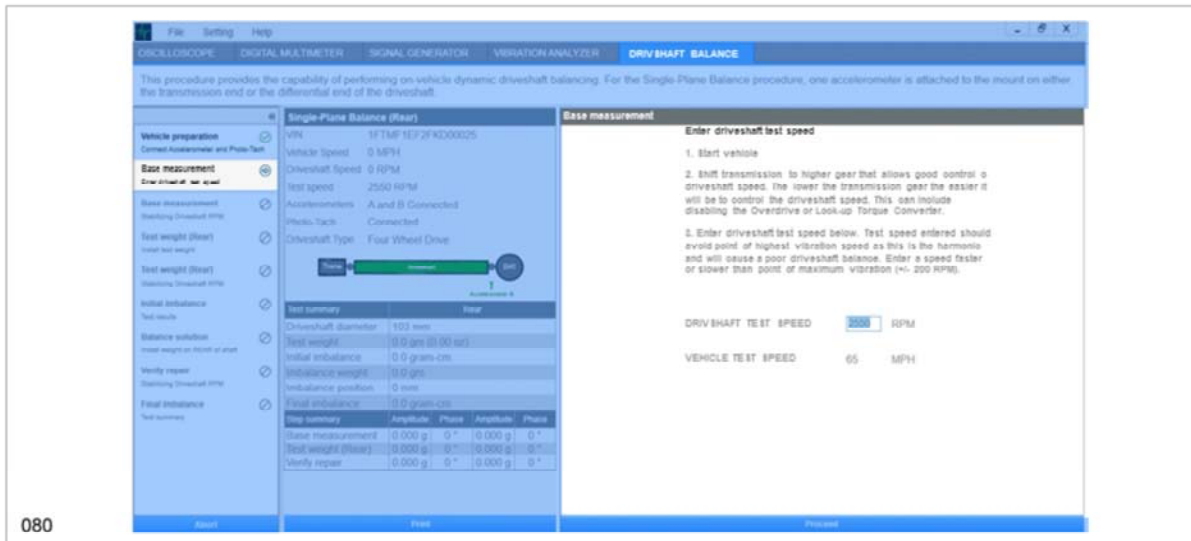 File Setting Help
OSCILLOSCOPE DIGITAL MULTIMETER SIGNAL GENERATOR VIBRATION ANALYZER DRIVSHAFT BALANCE
This procedure provides the capability of performing on-vehicle dynamic driveshaft balancing. For the Single-Plane Balance procedure, one accelerometer is attached to the mount on either
the transmission end or the differential end of the driveshaft.
Vehicle preparation
Connect Accelerometer and Photo-Tach
Base measurement
Enter driveshaft test speed
Base measurement
Stabilizing Driveshaft RPM
Test weight (Rear)
Install test weight
Test weight (Rear)
Stabilizing Driveshaft RPM
Initial imbalance
Test results
Balance solution
Install weight on of shaft
Verify repair
Stabilizing Driveshaft RPM
Final imbalance
Test summary
Abort
Single-Plane Balance (Rear)
VIN 1FTMF1EF2FKD00025
Vehicle Speed 0 MPH
Driveshaft Speed 0 RPM
Test speed 2550 RPM
Accelerometers A and B Connected
Photo-Tach Connected
Driveshaft Type Four Wheel Drive
Trans Driveshaft Diff
Accelerometer B
Test summary Rear
Driveshaft diameter 103 mm
Test weight 0.0 gm (0.00 oz)
Initial imbalance 0.0 gram-cm
Imbalance weight 0.0 gm
Imbalance position 0 mm
Final imbalance 0.0 gram-cm
Step summary Amplitude Phase Amplitude Phase
Base measurement 0.000 g 0 ° 0.000 g 0 °
Test weight (Rear) 0.000 g 0 ° 0.000 g 0 °
Verify repair 0.000 g 0 ° 0.000 g 0 °
Print
Base measurement
Enter driveshaft test speed
1. Start vehicle
2. Shift transmission to higher gear that allows good control o
driveshaft speed. The lower the transmission gear the easier it
will be to control the driveshaft speed. This can include
disabling the Overdrive or Look-up Torque Converter.
3. Enter driveshaft test speed below. Test speed entered should
avoid point of highest vibration speed as this is the harmonic
and will cause a poor driveshaft balance. Enter a speed faster
or slower than point of maximum vibration (+/- 200 RPM).
DRIVSHAFT TEST SPEED 2500 RPM
VEHICLE TEST SPEED 65 MPH
Proceed
080